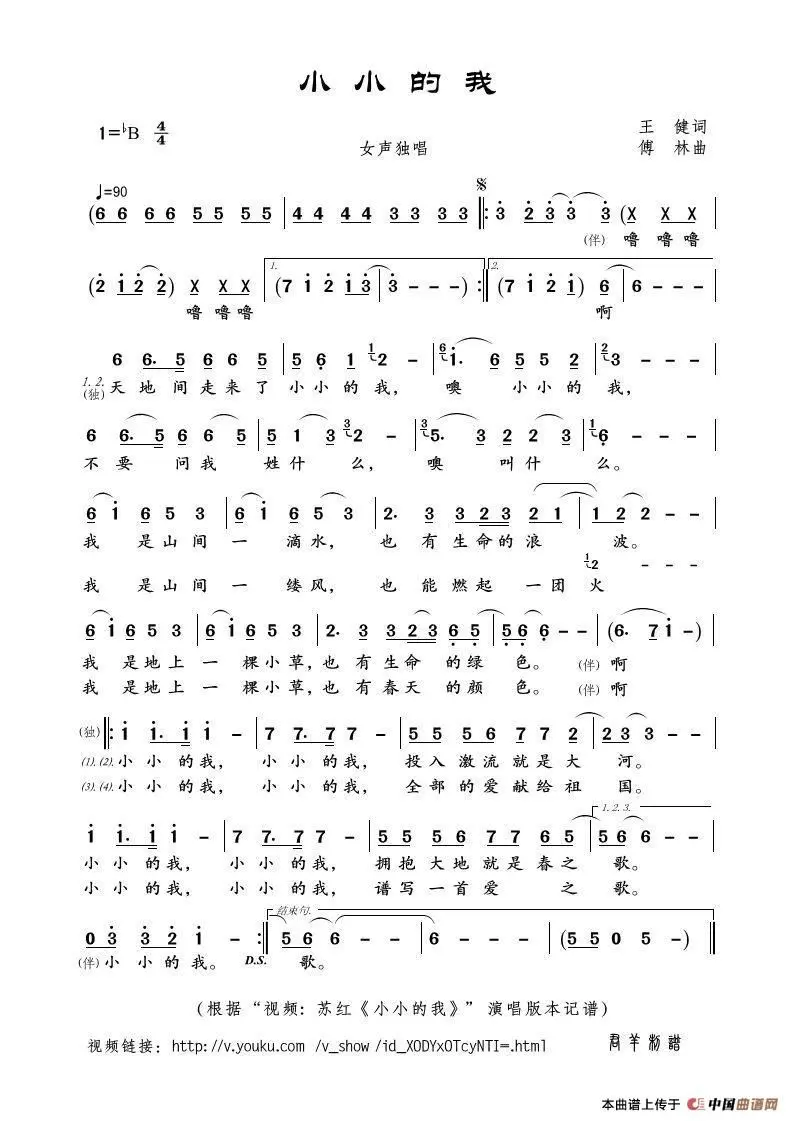 小小的我
1=♭B 4/4
王 健词
女声独唱
傅 林曲
♩=90
(6 6 6 6 5 5 5 5 | 4 4 4 4 3 3 3 3 ‖: 3 2 3 3 3 (X X X |
(伴) 噜 噜 噜
(2 1 2 2) X X X (7 1 2 1 3 | 3 - - -) :‖ (7 1 2 1) 6 | 6 - - - |
1. 2.
噜噜噜 啊
6 6. 5 6 6 5 | 5 6 1 1 2 - | 6 1. 6 5 5 2 | 2 3 - - - |
1. 2. (独) 天 地 间 走 来 了 小 小 的 我, 噢 小 小 的 我,
6 6. 5 6 6 5 | 5 1 3 3 2 - | 3 5. 3 2 2 3 | 1 6 - - - |
不 要 问 我 姓 什 么, 噢 叫 什 么。
6 1 6 5 3 | 6 1 6 5 3 | 2. 3 3 2 3 2 1 | 1 2 2 - - |
我 是 山 间 一 滴 水, 也 有 生 命 的 浪 波。
1 2 - - -
我 是 山 间 一 缕 风, 也 能 燃 起 一 团 火
6 1 6 5 3 | 6 1 6 5 3 | 2. 3 3 2 3 6 5 | 5 6 6 - - | (6. 7 1 -) |
我 是 地 上 一 棵 小 草, 也 有 生 命 的 绿 色。 (伴) 啊
我 是 地 上 一 棵 小 草, 也 有 春 天 的 颜 色。 (伴) 啊
(独) ‖: 1 1. 1 1 - | 7 7. 7 7 - | 5 5 5 6 7 7 2 | 2 3 3 - - |
(1). (2). 小 小 的 我, 小 小 的 我, 投 入 激 流 就 是 大 河。
(3). (4). 小 小 的 我, 小 小 的 我, 全 部 的 爱 献 给 祖 国。
1. 2. 3.
1 1. 1 1 - | 7 7. 7 7 - | 5 5 5 6 7 7 6 5 | 5 6 6 - - |
小 小 的 我, 小 小 的 我, 拥 抱 大 地 就 是 春 之 歌。
小 小 的 我, 小 小 的 我, 谱 写 一 首 爱 之 歌。
结束句.
0 3 3 2 1 - :‖ 5 6 6 - - | 6 - - - | (5 5 0 5 -) ‖
(伴) 小 小 的 我。 D.S. 歌。
(根据“视频: 苏红《小小的我》” 演唱版本记谱)
视频链接: http://v.youku.com /v_show /id_XODYxOTcyNTI=.html
君羊制谱
本曲谱上传于 中国曲谱网